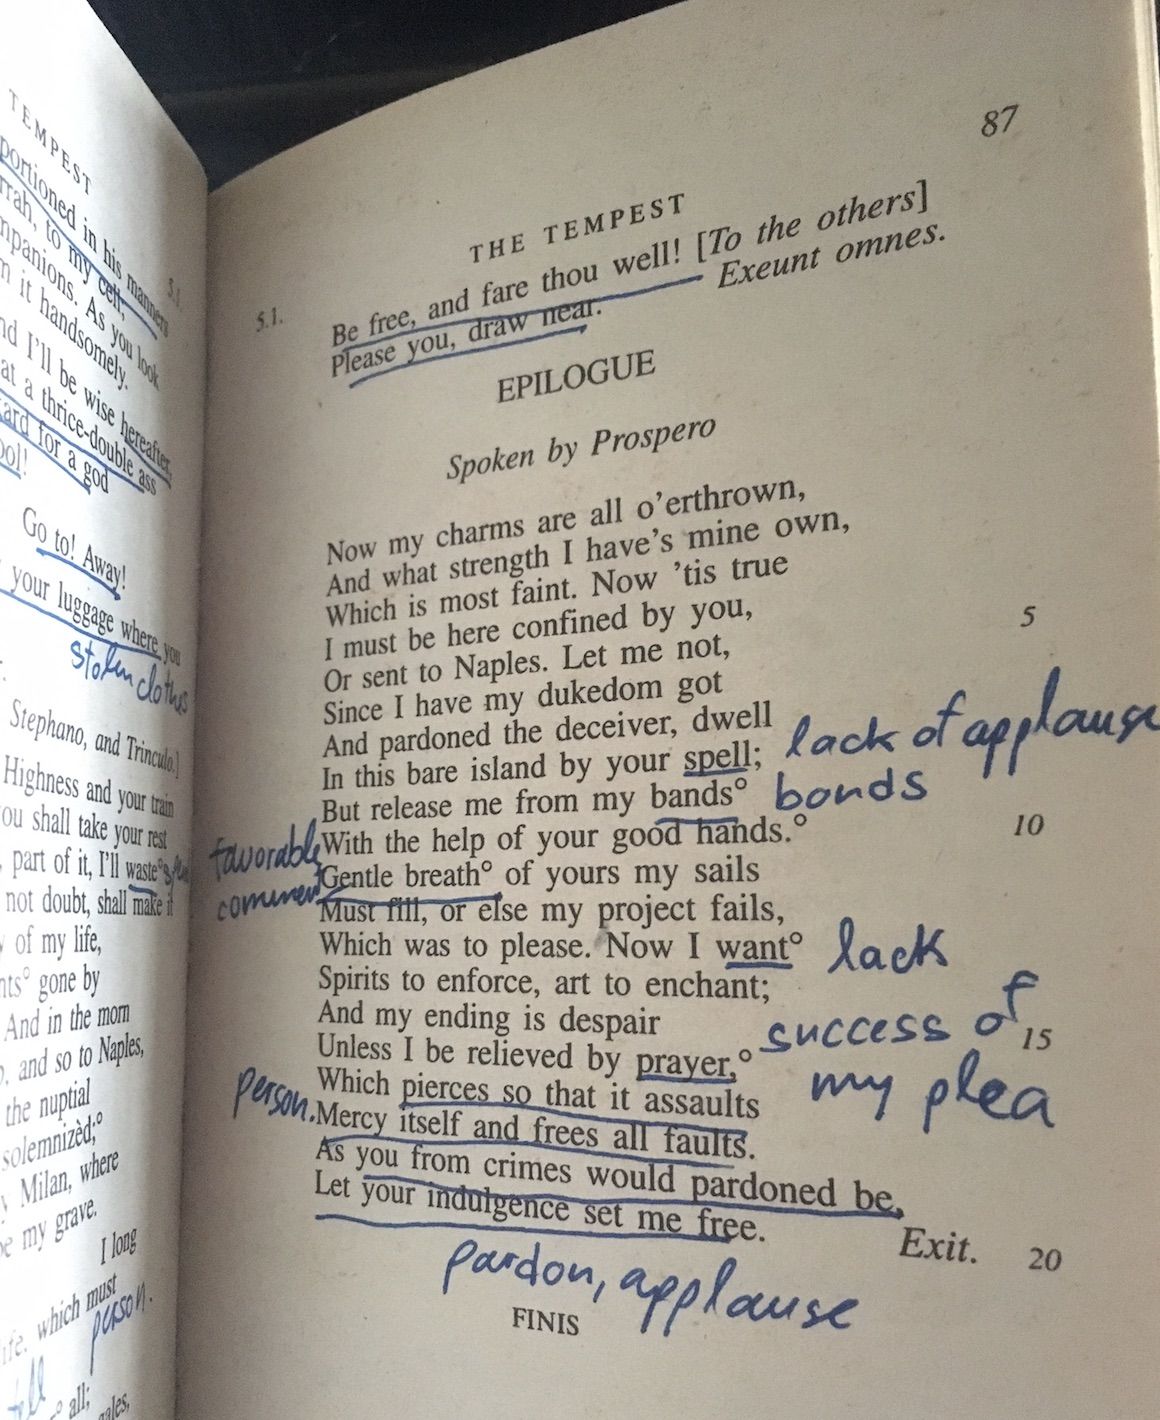 TEMPEST
portioned in his manners
rrah, to my cell;
mpanions. As you look
m it handsomely.
5.1
nd I'll be wise hereafter,
at a thrice-double ass
kard for a god
ool!
Go to! Away!
your luggage where you
stolen clothes
Stephano, and Trinculo.]
Highness and your train
ou shall take your rest
, part of it, I'll waste°
not doubt, shall make it
of my life,
nts° gone by
And in the morn
, and so to Naples,
the nuptial
solemnizèd;°
Milan, where
be my grave.
I long
ife, which must
person.
tell
° all;
gales,
87
THE TEMPEST
5.1.
Be free, and fare thou well! [To the others]
Please you, draw near. Exeunt omnes.
EPILOGUE
Spoken by Prospero
Now my charms are all o'erthrown,
And what strength I have's mine own,
Which is most faint. Now 'tis true
I must be here confined by you,
Or sent to Naples. Let me not, 5
Since I have my dukedom got
And pardoned the deceiver, dwell
In this bare island by your spell; lack of applause
But release me from my bands° bonds
With the help of your good hands.° 10
favorable comment
Gentle breath° of yours my sails
Must fill, or else my project fails,
Which was to please. Now I want° lack
Spirits to enforce, art to enchant;
And my ending is despair 15
Unless I be relieved by prayer,° success of my plea
Which pierces so that it assaults
person. Mercy itself and frees all faults.
As you from crimes would pardoned be,
Let your indulgence set me free. Exit. 20
pardon, applause
FINIS